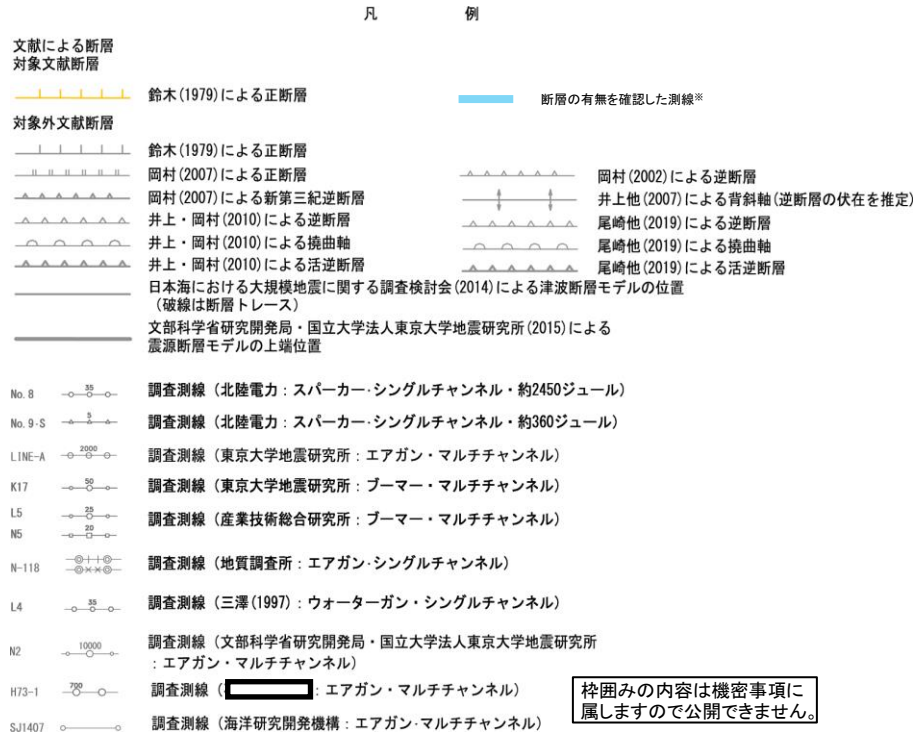 凡　例
文献による断層
対象文献断層
鈴木(1979)による正断層
断層の有無を確認した測線※
対象外文献断層
鈴木(1979)による正断層
岡村(2007)による正断層
岡村(2007)による新第三紀逆断層
井上・岡村(2010)による逆断層
井上・岡村(2010)による撓曲軸
井上・岡村(2010)による活逆断層
岡村(2002)による逆断層
井上他(2007)による背斜軸(逆断層の伏在を推定)
尾崎他(2019)による逆断層
尾崎他(2019)による撓曲軸
尾崎他(2019)による活逆断層
日本海における大規模地震に関する調査検討会(2014)による津波断層モデルの位置
（破線は断層トレース）
文部科学省研究開発局・国立大学法人東京大学地震研究所(2015)による
震源断層モデルの上端位置
No.8 35 調査測線（北陸電力：スパーカー・シングルチャンネル・約2450ジュール）
No.9-S 5 調査測線（北陸電力：スパーカー・シングルチャンネル・約360ジュール）
LINE-A 2000 調査測線（東京大学地震研究所：エアガン・マルチチャンネル）
K17 50 調査測線（東京大学地震研究所：ブーマー・マルチチャンネル）
L5 25
調査測線（産業技術総合研究所：ブーマー・マルチチャンネル）
N5 20
N-118 調査測線（地質調査所：エアガン・シングルチャンネル）
L4 35 調査測線（三澤(1997)：ウォーターガン・シングルチャンネル）
N2 10000 調査測線（文部科学省研究開発局・国立大学法人東京大学地震研究所
：エアガン・マルチチャンネル）
H73-1 700 調査測線（ ：エアガン・マルチチャンネル）
SJ1407 調査測線（海洋研究開発機構：エアガン・マルチチャンネル）
枠囲みの内容は機密事項に
属しますので公開できません。